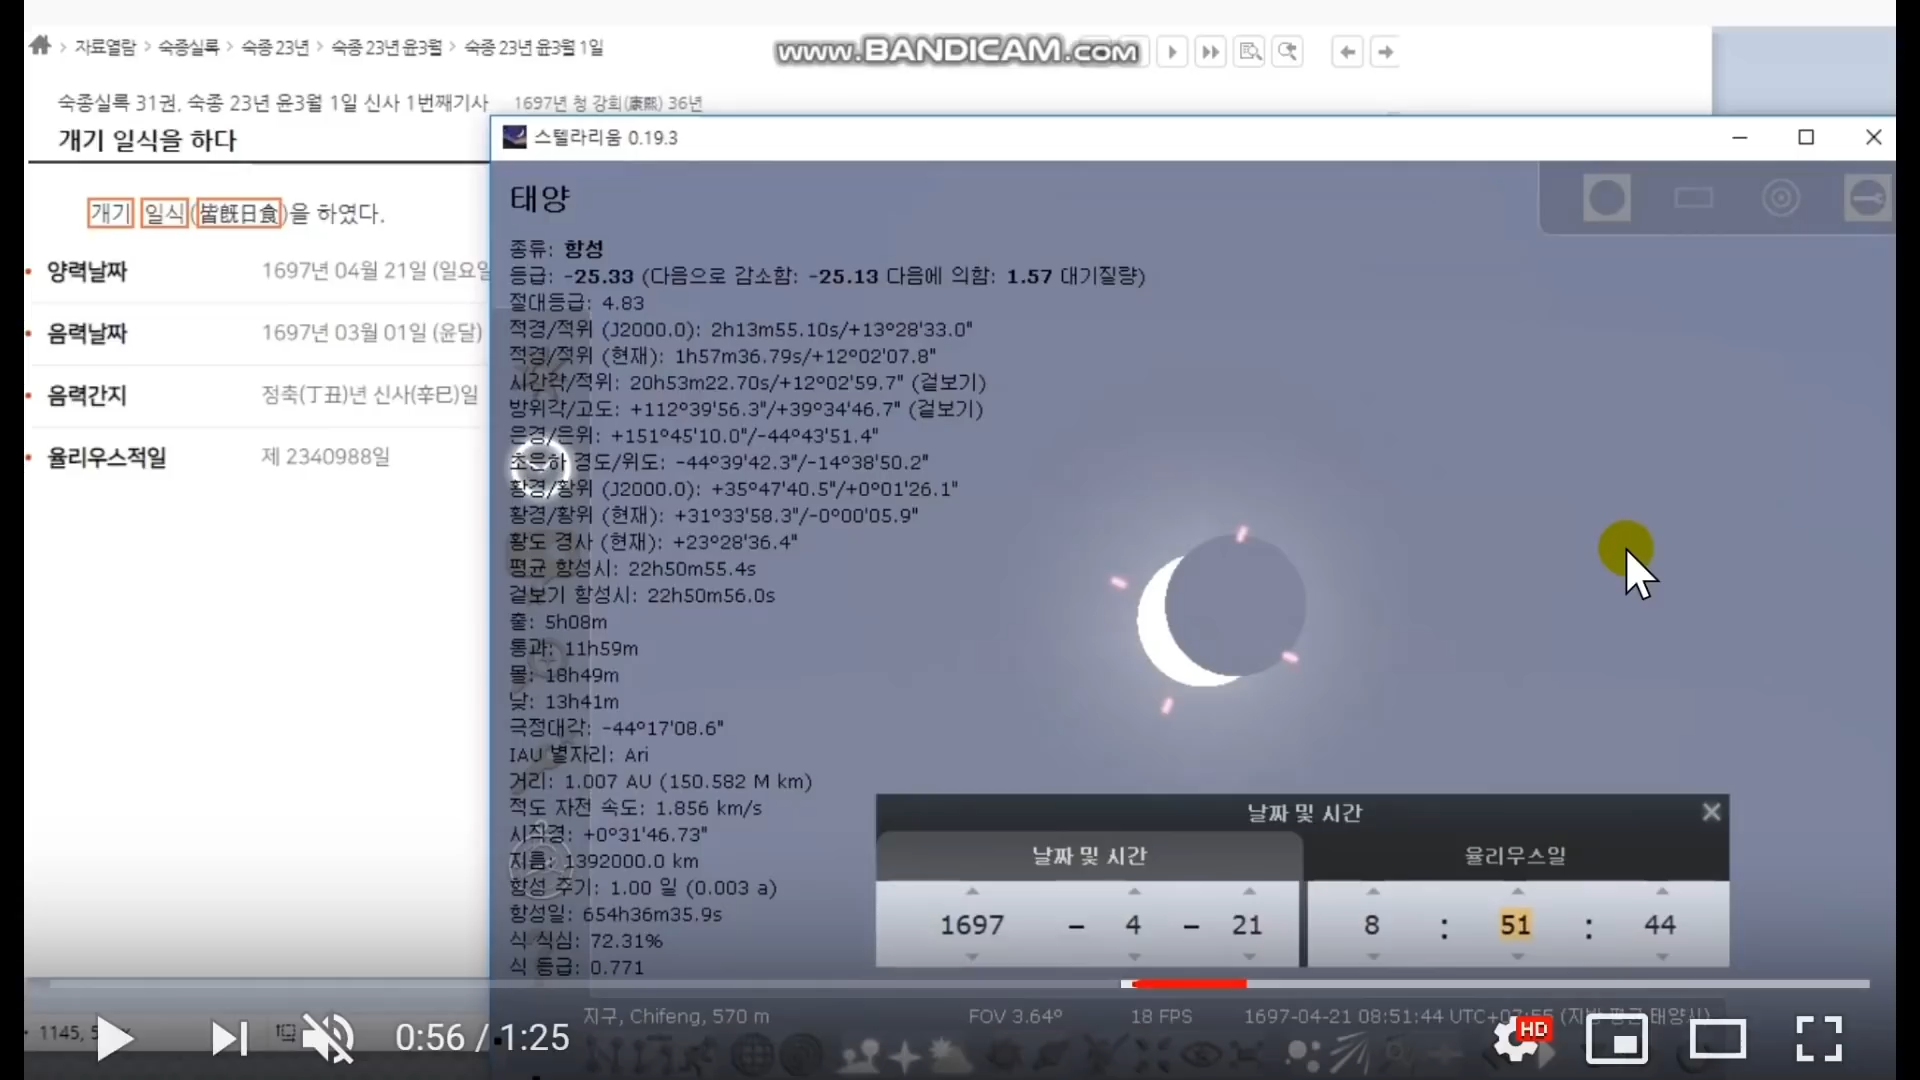 자료열람 > 숙종실록 > 숙종 23년 > 숙종 23년 윤3월 > 숙종 23년 윤3월 1일
www.BANDICAM.com
숙종실록 31권, 숙종 23년 윤3월 1일 신사 1번째기사 1697년 청 강희(康熙) 36년
개기 일식을 하다
개기 일식(皆旣日食)을 하였다.
양력날짜 1697년 04월 21일 (일요일
음력날짜 1697년 03월 01일 (윤달)
음력간지 정축(丁丑)년 신사(辛巳)일
율리우스적일 제 2340988일
스텔라리움 0.19.3
태양
종류: 항성
등급: -25.33 (다음으로 감소함: -25.13 다음에 의함: 1.57 대기질량)
절대등급: 4.83
적경/적위 (J2000.0): 2h13m55.10s/+13°28'33.0"
적경/적위 (현재): 1h57m36.79s/+12°02'07.8"
시간각/적위: 20h53m22.70s/+12°02'59.7" (겉보기)
방위각/고도: +112°39'56.3"/+39°34'46.7" (겉보기)
은경/은위: +151°45'10.0"/-44°43'51.4"
초은하 경도/위도: -44°39'42.3"/-14°38'50.2"
황경/황위 (J2000.0): +35°47'40.5"/+0°01'26.1"
황경/황위 (현재): +31°33'58.3"/-0°00'05.9"
황도 경사 (현재): +23°28'36.4"
평균 항성시: 22h50m55.4s
겉보기 항성시: 22h50m56.0s
출: 5h08m
통과: 11h59m
몰: 18h49m
낮: 13h41m
극정대각: -44°17'08.6"
IAU 별자리: Ari
거리: 1.007 AU (150.582 M km)
적도 자전 속도: 1.856 km/s
시직경: +0°31'46.73"
지름: 1392000.0 km
항성 주기: 1.00 일 (0.003 a)
항성일: 654h36m35.9s
식 식심: 72.31%
식 등급: 0.771
날짜 및 시간
날짜 및 시간 율리우스일
1697 - 4 - 21 8 : 51 : 44
지구, Chifeng, 570 m FOV 3.64° 18 FPS 1697-04-21 08:51:44 UTC+07:55 (지방 평균 태양시)
1145, 5
0:56 / 1:25
HD